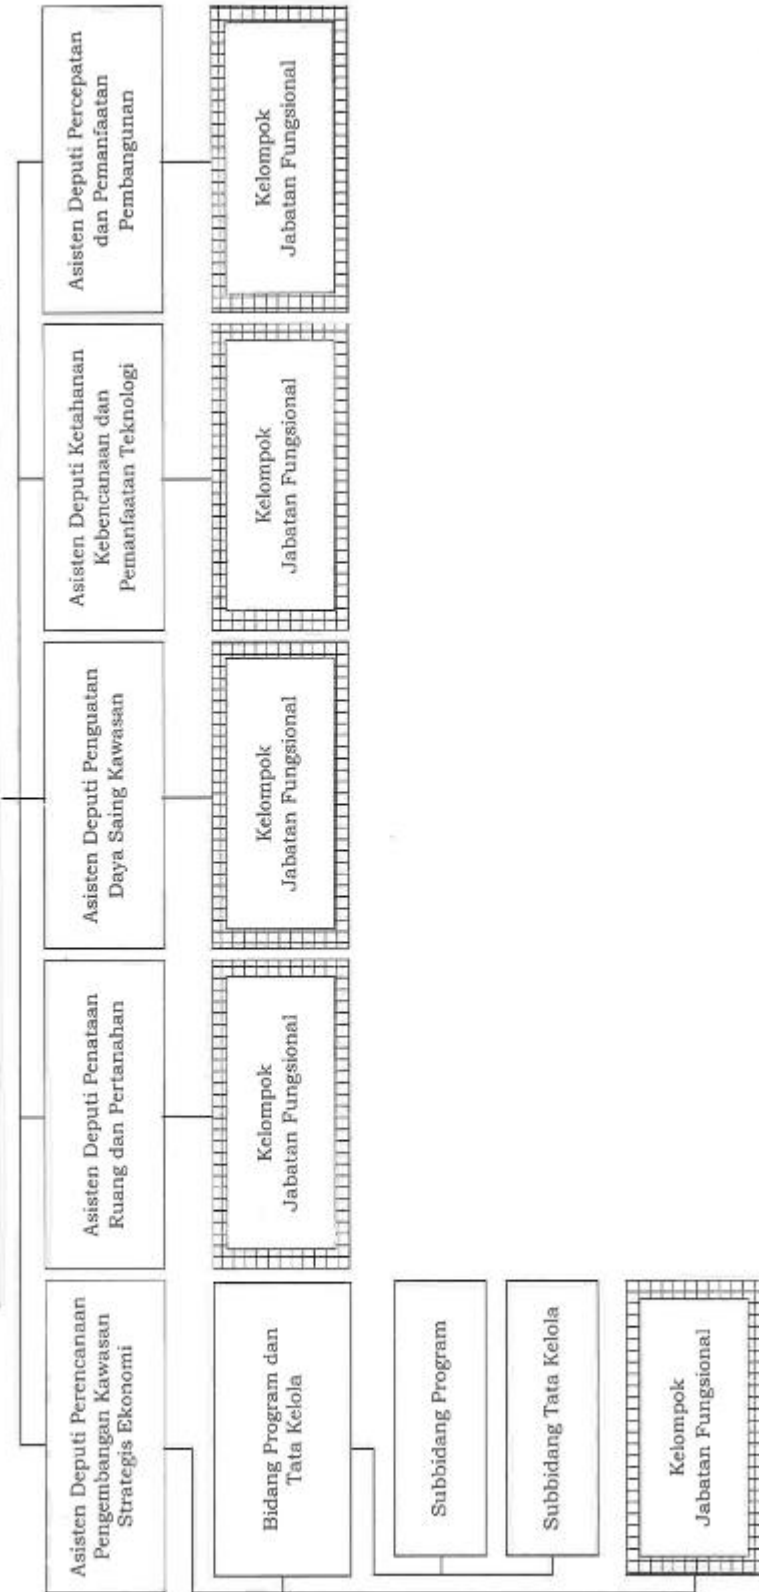 Asisten Deputi Perencanaan
Pengembangan Kawasan
Strategis Ekonomi
Asisten Deputi Penataan
Ruang dan Pertanahan
Asisten Deputi Penguatan
Daya Saing Kawasan
Asisten Deputi Ketahanan
Kebencanaan dan
Pemanfaatan Teknologi
Asisten Deputi Percepatan
dan Pemanfaatan
Pembangunan
Bidang Program dan
Tata Kelola
Kelompok
Jabatan Fungsional
Kelompok
Jabatan Fungsional
Kelompok
Jabatan Fungsional
Kelompok
Jabatan Fungsional
Subbidang Program
Subbidang Tata Kelola
Kelompok
Jabatan Fungsional